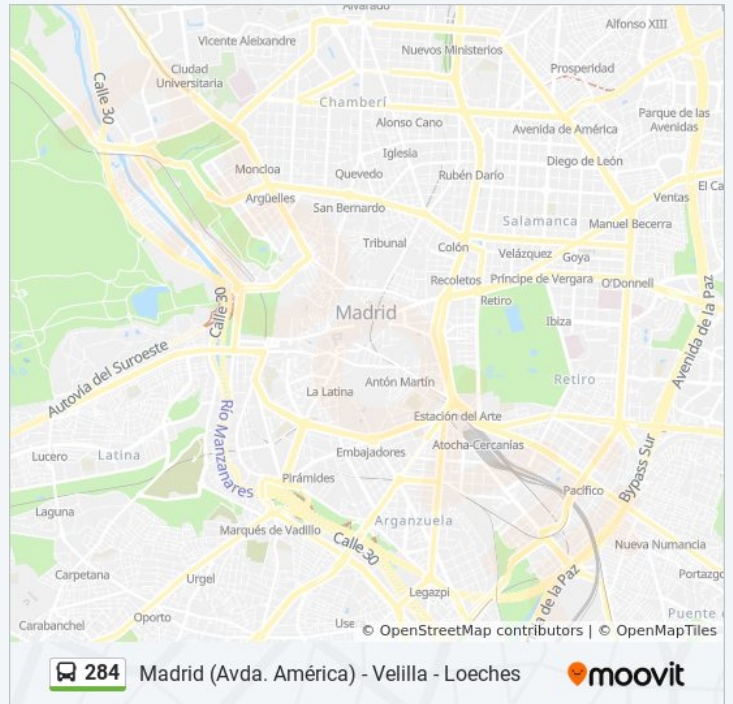 Alvarado
Alfonso XIII
Vicente Aleixandre
Nuevos Ministerios
Ciudad
Universitaria
Prosperidad
Calle 30
Chamberí
Parque de las
Avenidas
Alonso Cano
Avenida de América
Iglesia
Diego de León
Moncloa
Quevedo
Rubén Darío
El Ca
Argüelles
Ventas
San Bernardo
Salamanca
Manuel Becerra
Tribunal
Colón
Velázquez
Goya
Recoletos
Príncipe de Vergara
O'Donnell
Retiro
Calle 30
Madrid
Ibiza
Avenida de la Paz
Autovía del Suroeste
Antón Martín
Retiro
La Latina
Estación del Arte
Río Manzanares
Atocha-Cercanías
Lucero
Latina
Embajadores
Bypass Sur
Pirámides
Pacífico
Laguna
Arganzuela
Marqués de Vadillo
Calle 30
Nueva Numancia
Carpetana
Urgel
Portazgo
Legazpi
a de la Paz
Oporto
Puente
Carabanchel
Use
© OpenStreetMap contributors | © OpenMapTiles
284 Madrid (Avda. América) - Velilla - Loeches
moovit